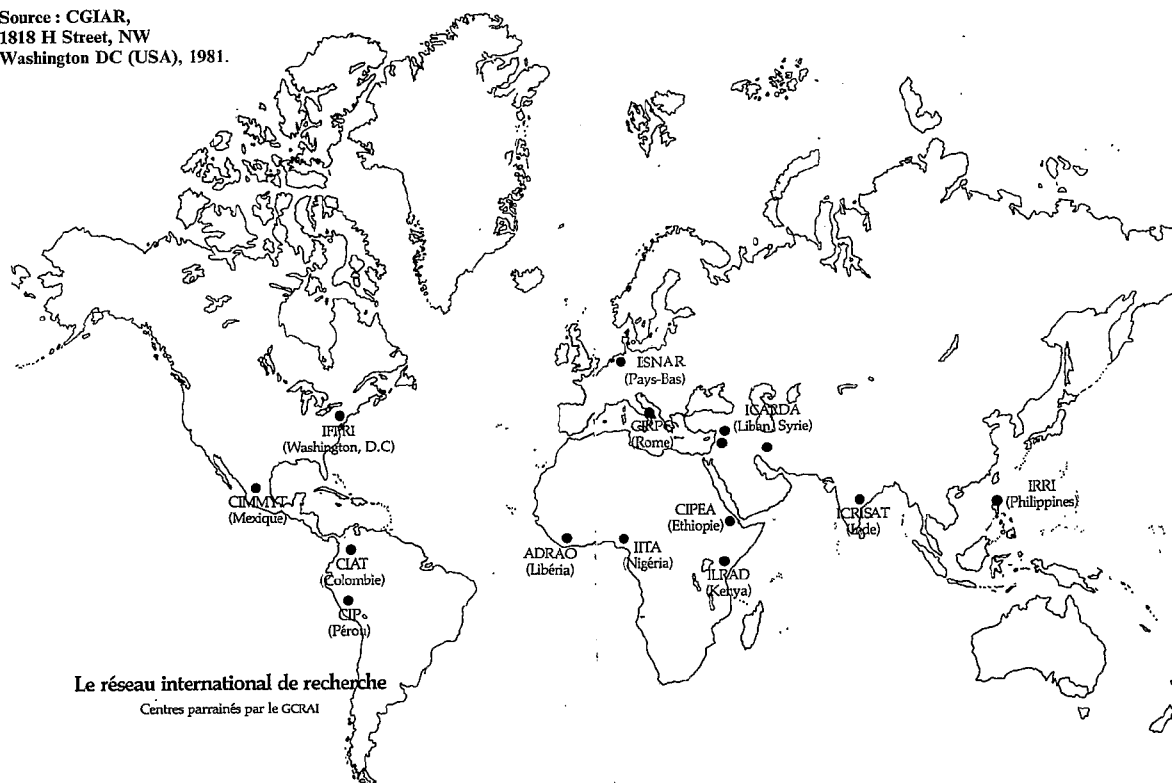 Source : CGIAR,
1818 H Street, NW
Washington DC (USA), 1981.
ISNAR
(Pays-Bas)
IFPRI
(Washington, D.C)
CIRPG
(Rome)
ICARDA
(Liban, Syrie)
CIMMYT
(Mexique)
CIPEA
(Ethiopie)
ICRISAT
(Inde)
IRRI
(Philippines)
ADRAO
(Libéria)
IITA
(Nigéria)
CIAT
(Colombie)
ILRAD
(Kenya)
CIP
(Pérou)
Le réseau international de recherche
Centres parrainés par le GCRAI